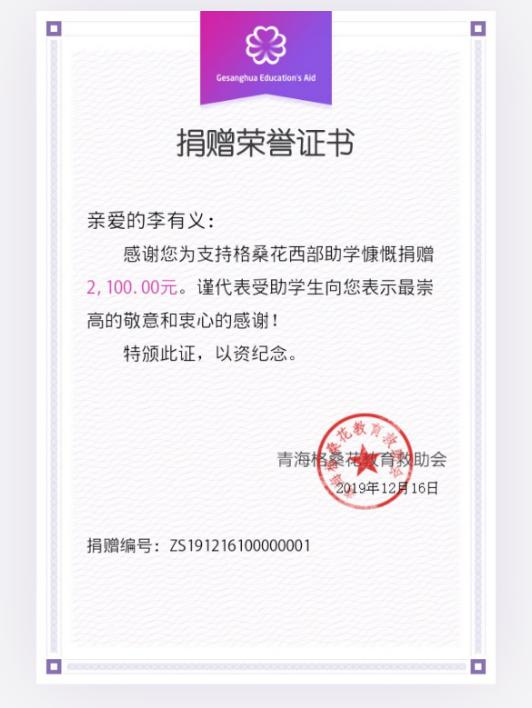 Gesanghua Education's Aid
捐赠荣誉证书
亲爱的李有义：
感谢您为支持格桑花西部助学慷慨捐赠
2,100.00元。谨代表受助学生向您表示最崇
高的敬意和衷心的感谢！
特颁此证，以资纪念。
青海格桑花教育救助会
2019年12月16日
捐赠编号：ZS191216100000001